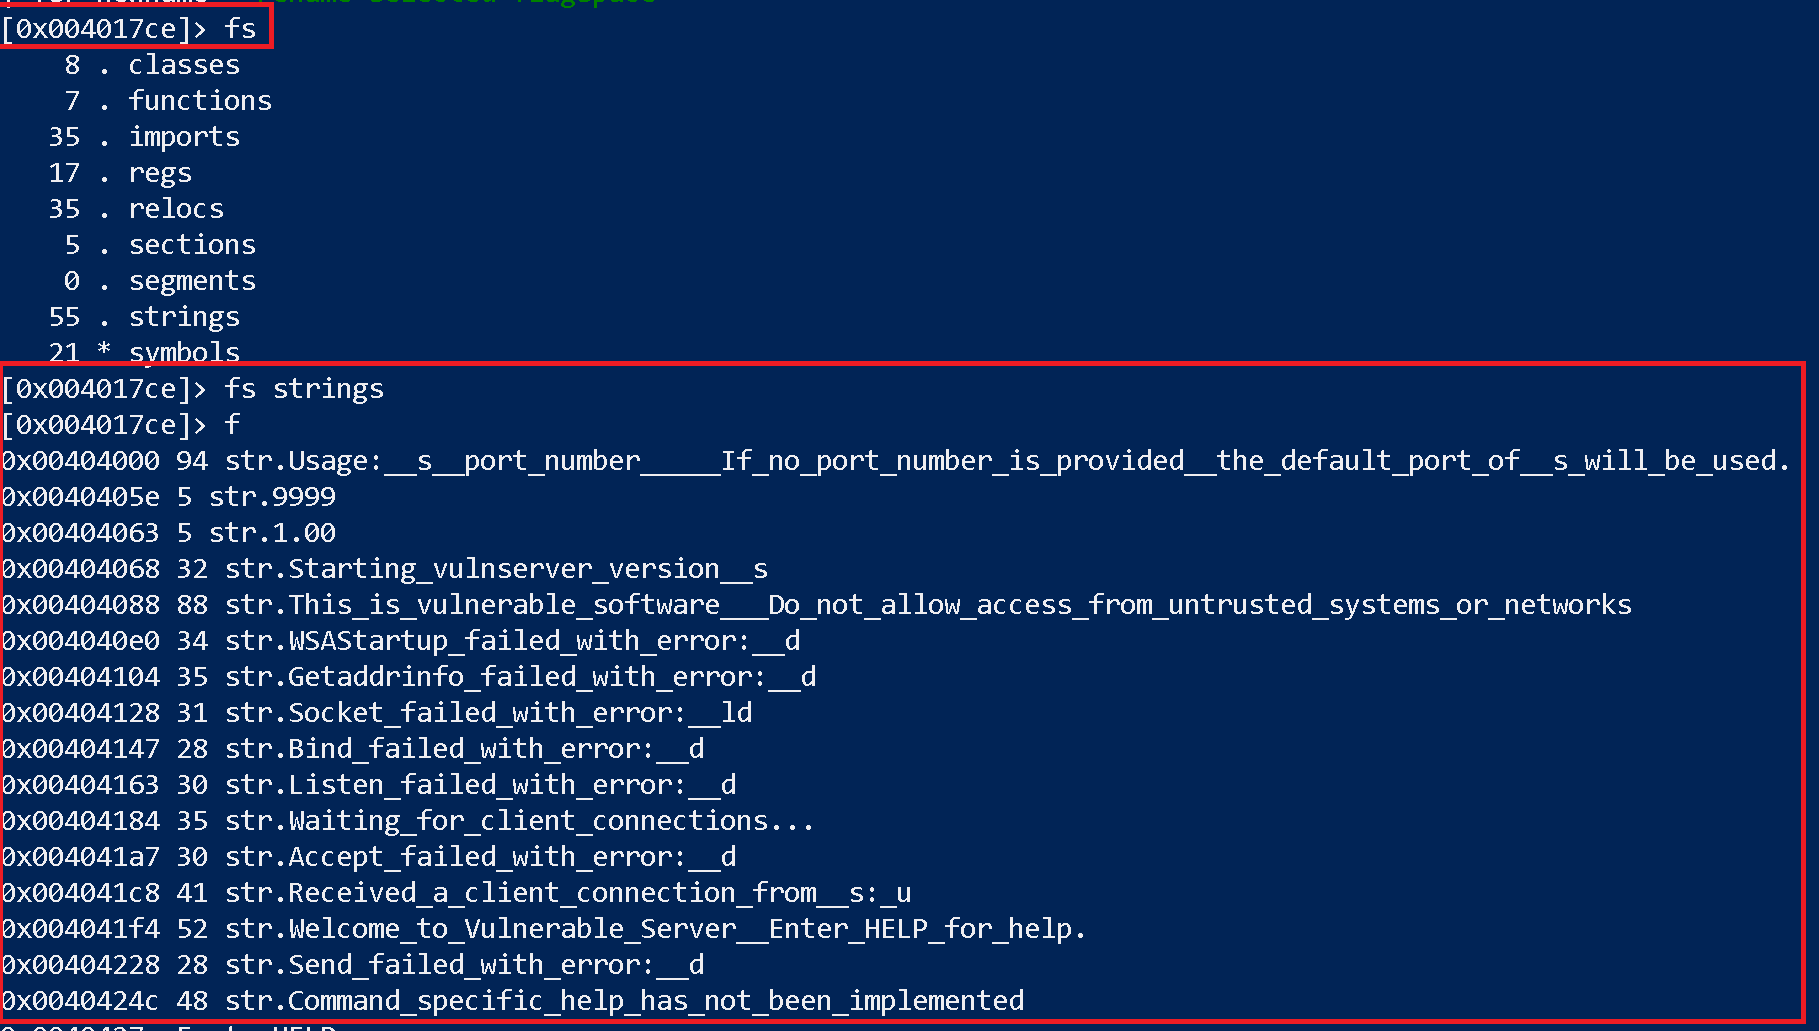 [0x004017ce]> fs
8 . classes
7 . functions
35 . imports
17 . regs
35 . relocs
5 . sections
0 . segments
55 . strings
21 * symbols
[0x004017ce]> fs strings
[0x004017ce]> f
0x00404000 94 str.Usage:__s__port_number_____If_no_port_number_is_provided__the_default_port_of__s_will_be_used.
0x0040405e 5 str.9999
0x00404063 5 str.1.00
0x00404068 32 str.Starting_vulnserver_version__s
0x00404088 88 str.This_is_vulnerable_software___Do_not_allow_access_from_untrusted_systems_or_networks
0x004040e0 34 str.WSAStartup_failed_with_error:__d
0x00404104 35 str.Getaddrinfo_failed_with_error:__d
0x00404128 31 str.Socket_failed_with_error:__ld
0x00404147 28 str.Bind_failed_with_error:__d
0x00404163 30 str.Listen_failed_with_error:__d
0x00404184 35 str.Waiting_for_client_connections...
0x004041a7 30 str.Accept_failed_with_error:__d
0x004041c8 41 str.Received_a_client_connection_from__s:_u
0x004041f4 52 str.Welcome_to_Vulnerable_Server__Enter_HELP_for_help.
0x00404228 28 str.Send_failed_with_error:__d
0x0040424c 48 str.Command_specific_help_has_not_been_implemented